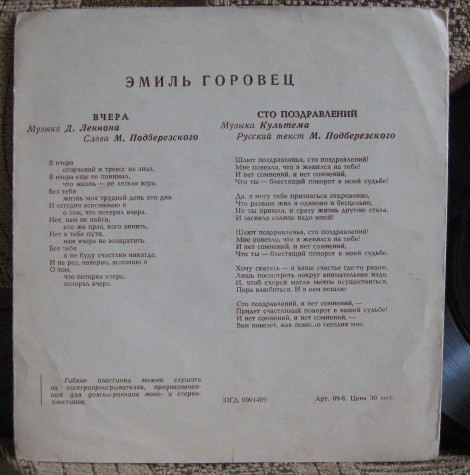 ЭМИЛЬ ГОРОВЕЦ
ВЧЕРА
Музыка Д. Леннона
Слова М. Подберезского
Я вчера
огорчений и тревог не знал,
Я вчера еще не понимал,
что жизнь — не легкая игра.
Без тебя
жизнь моя трудный день ото дня.
И сегодня вспоминаю я
о том, что потерял вчера.
Нет, нам не найти,
кто же прав, кого винить.
Нет к тебе пути,
нам вчера не возвратить.
Без тебя
я не буду счастлив никогда.
И не раз, наверно, вспомню я
О том,
что потерял вчера,
потерял вчера.
СТО ПОЗДРАВЛЕНИЙ
Музыка Культема
Русский текст М. Подберезского
Шлют поздравленья, сто поздравлений!
Мне повезло, что я женился на тебе!
И нет сомнений, и нет сомнений,
Что ты — блестящий поворот в моей судьбе!
Да, я могу тебе признаться откровенно,
Что раньше жил я одиноко и бесцельно,
Но ты пришла, и сразу жизнь другою стала,
И засияло солнце надо мной!
Шлют поздравленья, сто поздравлений!
Мне повезло, что я женился на тебе!
И нет сомнений, и нет сомнений,
Что ты — блестящий поворот в моей судьбе!
Хочу сказать — и ваше счастье где-то рядом,
Лишь посмотреть вокруг внимательнее надо,
И, чтоб скорей могли мечты осуществиться,
Пора влюбиться. И я вам пошлю
Сто поздравлений, и нет сомнений, —
Придет счастливый поворот в вашей судьбе!
И нет сомнений, и нет сомнений, —
Вам повезет, как повезло сегодня мне.
Гибкие пластинки можно слушать
на электропроигрывателях, предназначен-
ных для долгоиграющих моно- и стерео-
пластинок.
33ГД 0001469
Арт. 09-6. Цена 30 коп.